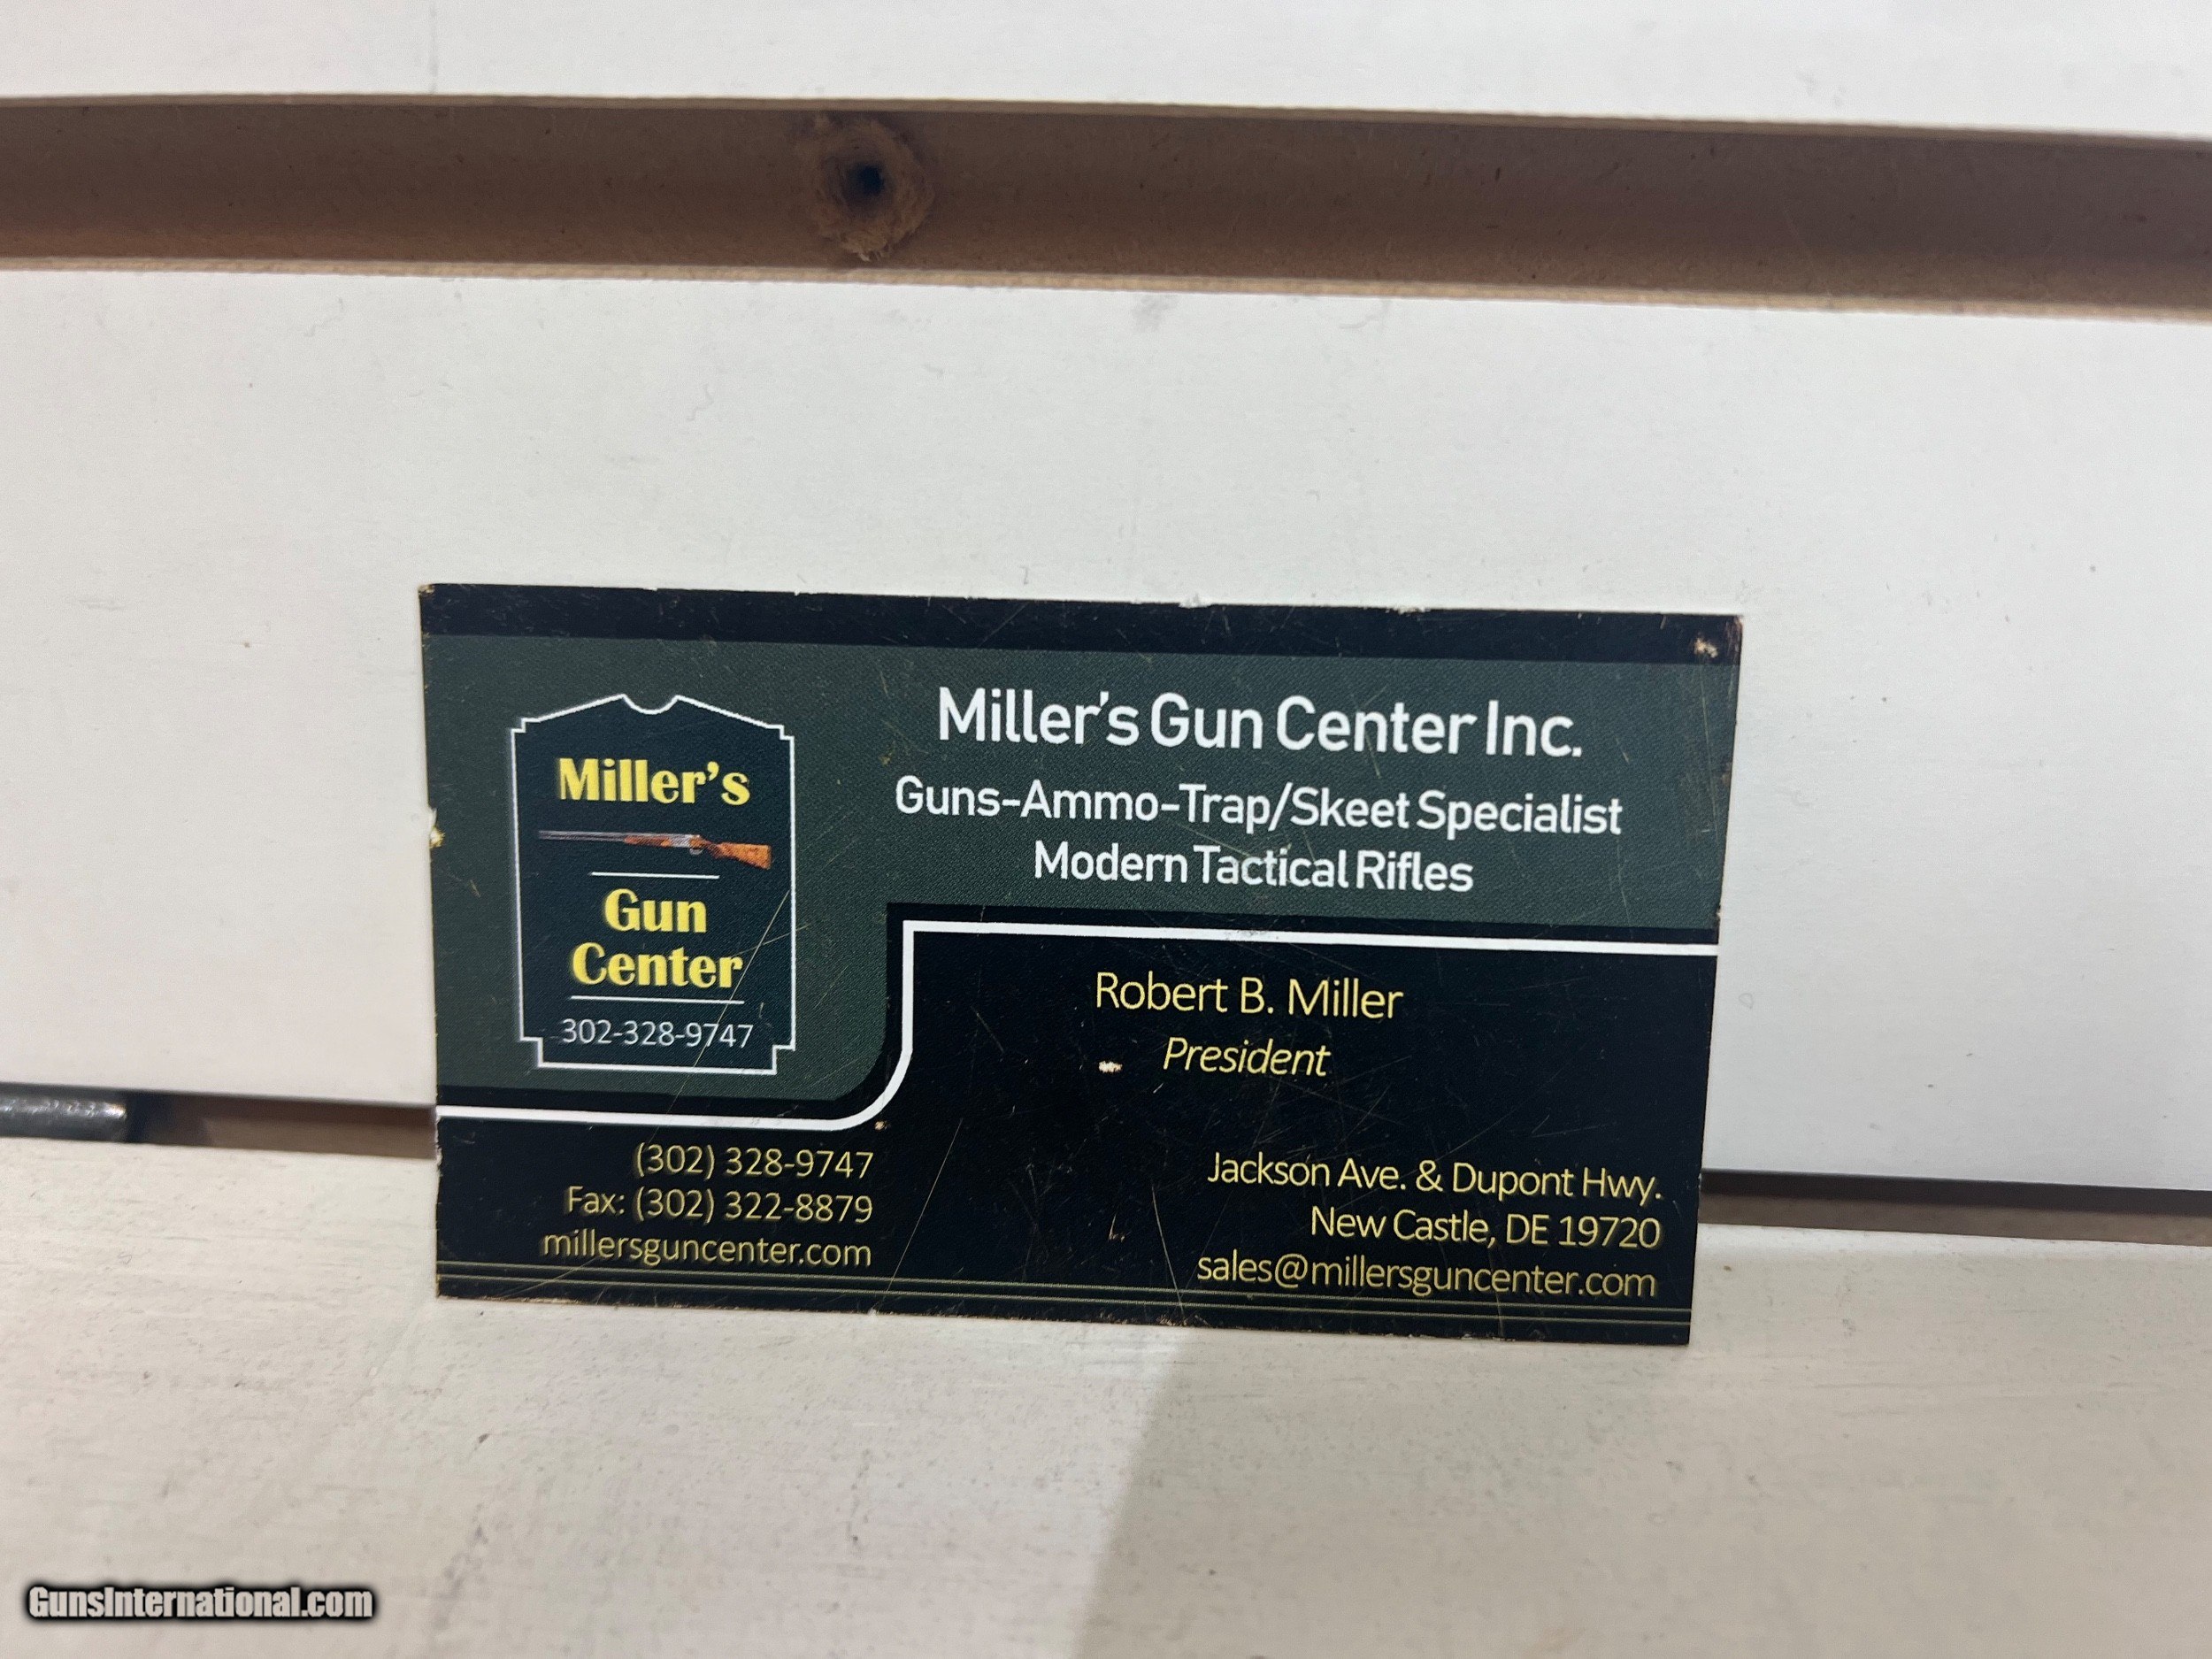 Miller's Gun Center Inc.
Guns-Ammo-Trap/Skeet Specialist
Modern Tactical Rifles
Miller's
Gun
Center
302-328-9747
Robert B. Miller
President
(302) 328-9747
Fax: (302) 322-8879
millersguncenter.com
Jackson Ave. & Dupont Hwy.
New Castle, DE 19720
sales@millersguncenter.com
GunsInternational.com